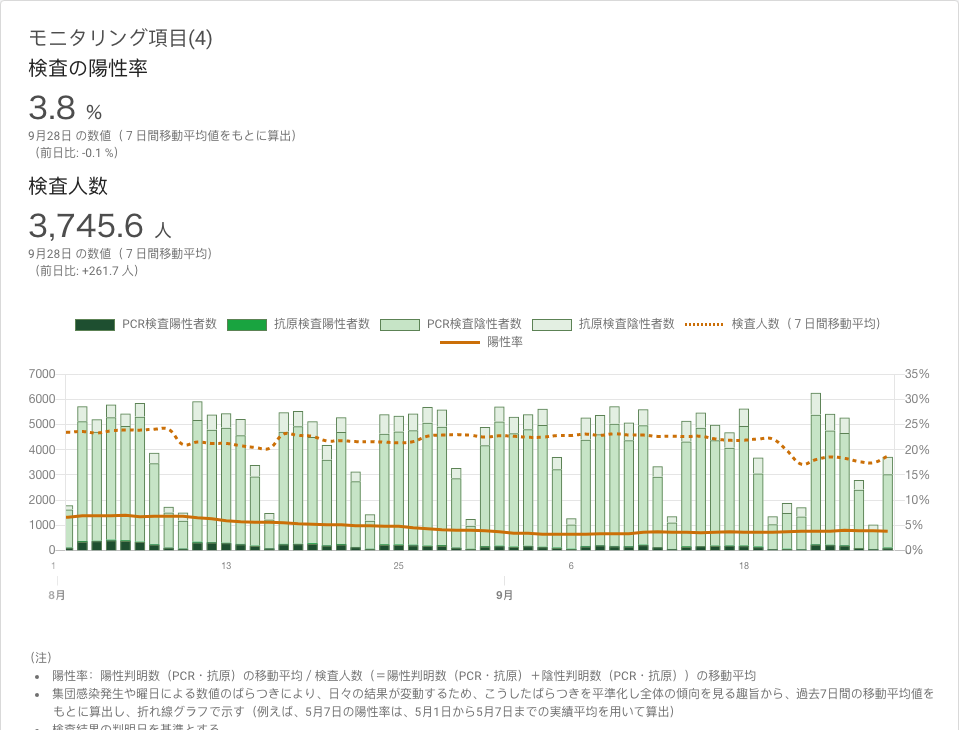 モニタリング項目(4)
検査の陽性率
3.8 %
9月28日 の数値（７日間移動平均値をもとに算出）
（前日比: -0.1 %）
検査人数
3,745.6 人
9月28日 の数値（７日間移動平均）
（前日比: +261.7 人）
PCR検査陽性者数 抗原検査陽性者数 PCR検査陰性者数 抗原検査陰性者数 検査人数（７日間移動平均）
陽性率
7000 35%
6000 30%
5000 25%
4000 20%
3000 15%
2000 10%
1000 5%
0 0%
1 13 25 6 18
8月 9月
（注）
• 陽性率：陽性判明数（PCR・抗原）の移動平均 / 検査人数（＝陽性判明数（PCR・抗原）＋陰性判明数（PCR・抗原））の移動平均
• 集団感染発生や曜日による数値のばらつきにより、日々の結果が変動するため、こうしたばらつきを平準化し全体の傾向を見る趣旨から、過去7日間の移動平均値を
もとに算出し、折れ線グラフで示す（例えば、5月7日の陽性率は、5月1日から5月7日までの実績平均を用いて算出）
• 検査結果の判明日を基準とする